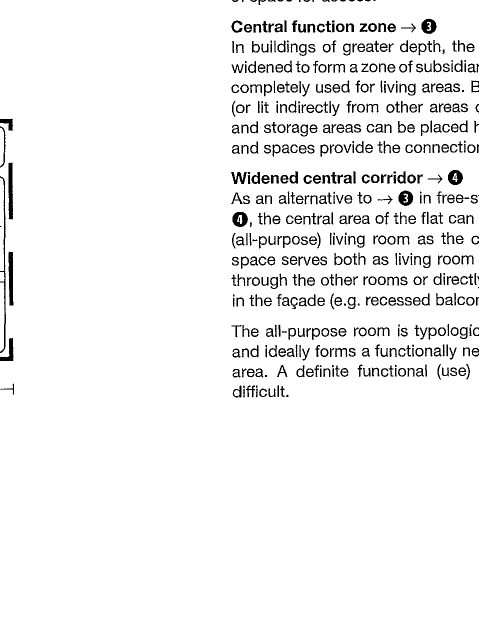 of space for access.
Central function zone → ❸
In buildings of greater depth, the
widened to form a zone of subsidiar
completely used for living areas. B
(or lit indirectly from other areas
and storage areas can be placed
and spaces provide the connection
Widened central corridor → ❹
As an alternative to → ❸ in free-s
❹, the central area of the flat can
(all-purpose) living room as the c
space serves both as living room
through the other rooms or directly
in the façade (e.g. recessed balcon
The all-purpose room is typologic
and ideally forms a functionally ne
area. A definite functional (use)
difficult.